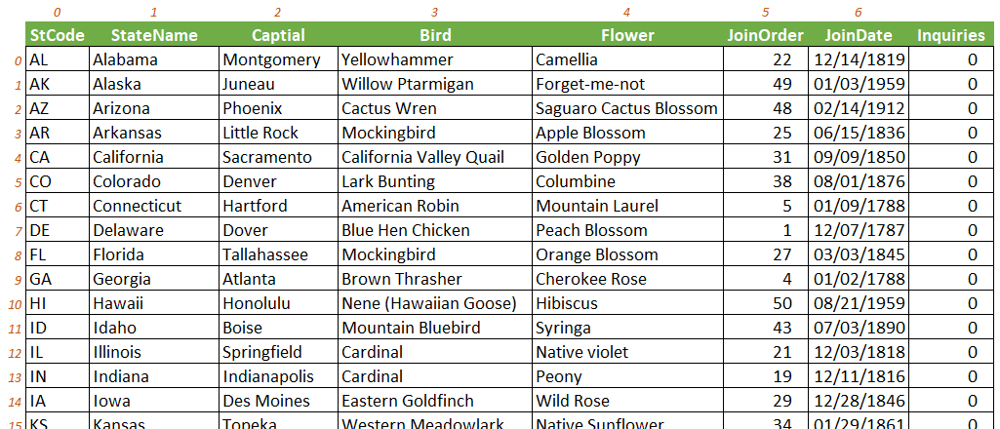 0 1 2 3 4 5 6
StCode StateName Captial Bird Flower JoinOrder JoinDate Inquiries
0 AL Alabama Montgomery Yellowhammer Camellia 22 12/14/1819 0
1 AK Alaska Juneau Willow Ptarmigan Forget-me-not 49 01/03/1959 0
2 AZ Arizona Phoenix Cactus Wren Saguaro Cactus Blossom 48 02/14/1912 0
3 AR Arkansas Little Rock Mockingbird Apple Blossom 25 06/15/1836 0
4 CA California Sacramento California Valley Quail Golden Poppy 31 09/09/1850 0
5 CO Colorado Denver Lark Bunting Columbine 38 08/01/1876 0
6 CT Connecticut Hartford American Robin Mountain Laurel 5 01/09/1788 0
7 DE Delaware Dover Blue Hen Chicken Peach Blossom 1 12/07/1787 0
8 FL Florida Tallahassee Mockingbird Orange Blossom 27 03/03/1845 0
9 GA Georgia Atlanta Brown Thrasher Cherokee Rose 4 01/02/1788 0
10 HI Hawaii Honolulu Nene (Hawaiian Goose) Hibiscus 50 08/21/1959 0
11 ID Idaho Boise Mountain Bluebird Syringa 43 07/03/1890 0
12 IL Illinois Springfield Cardinal Native violet 21 12/03/1818 0
13 IN Indiana Indianapolis Cardinal Peony 19 12/11/1816 0
14 IA Iowa Des Moines Eastern Goldfinch Wild Rose 29 12/28/1846 0
15 KS Kansas Topeka Western Meadowlark Native Sunflower 34 01/29/1861 0